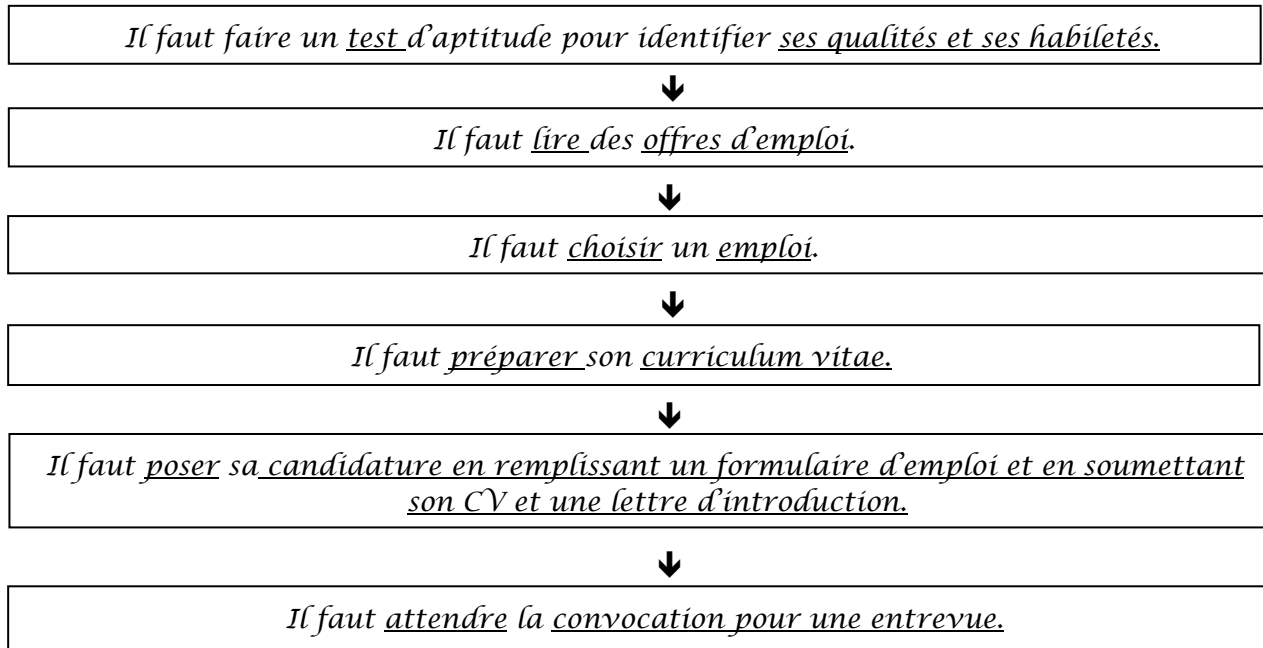 Il faut faire un test d'aptitude pour identifier ses qualités et ses habiletés.
Il faut lire des offres d'emploi.
Il faut choisir un emploi.
Il faut préparer son curriculum vitae.
Il faut poser sa candidature en remplissant un formulaire d'emploi et en soumettant
son CV et une lettre d'introduction.
Il faut attendre la convocation pour une entrevue.